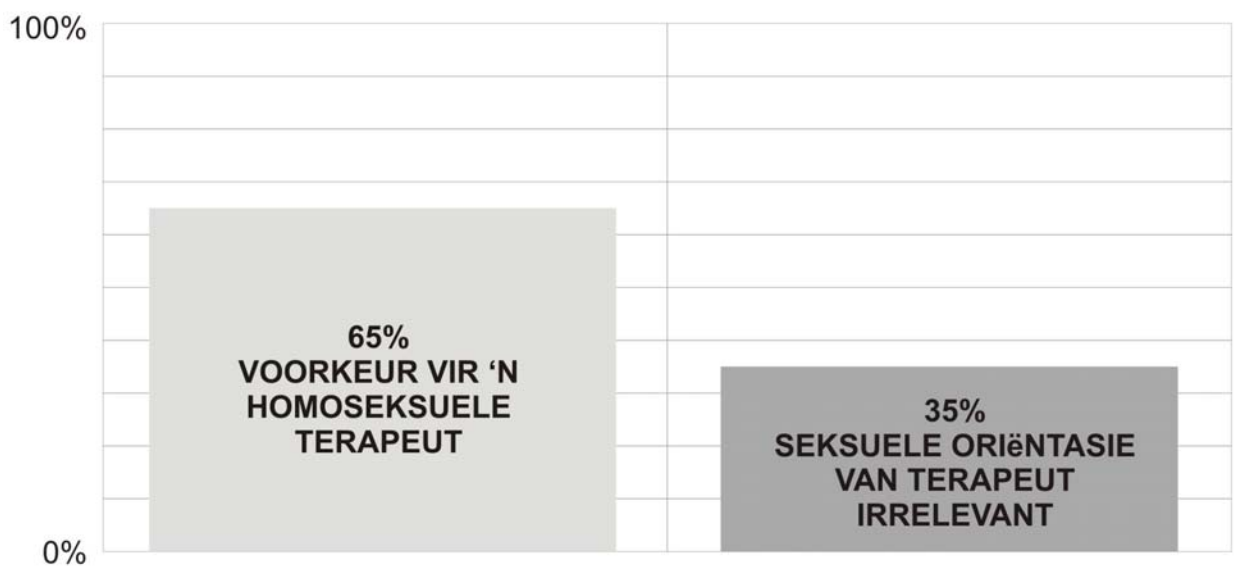 100%
65%
VOORKEUR VIR ‘N
HOMOSEKSUELE
TERAPEUT
35%
SEKSUELE ORIëNTASIE
VAN TERAPEUT
IRRELEVANT
0%